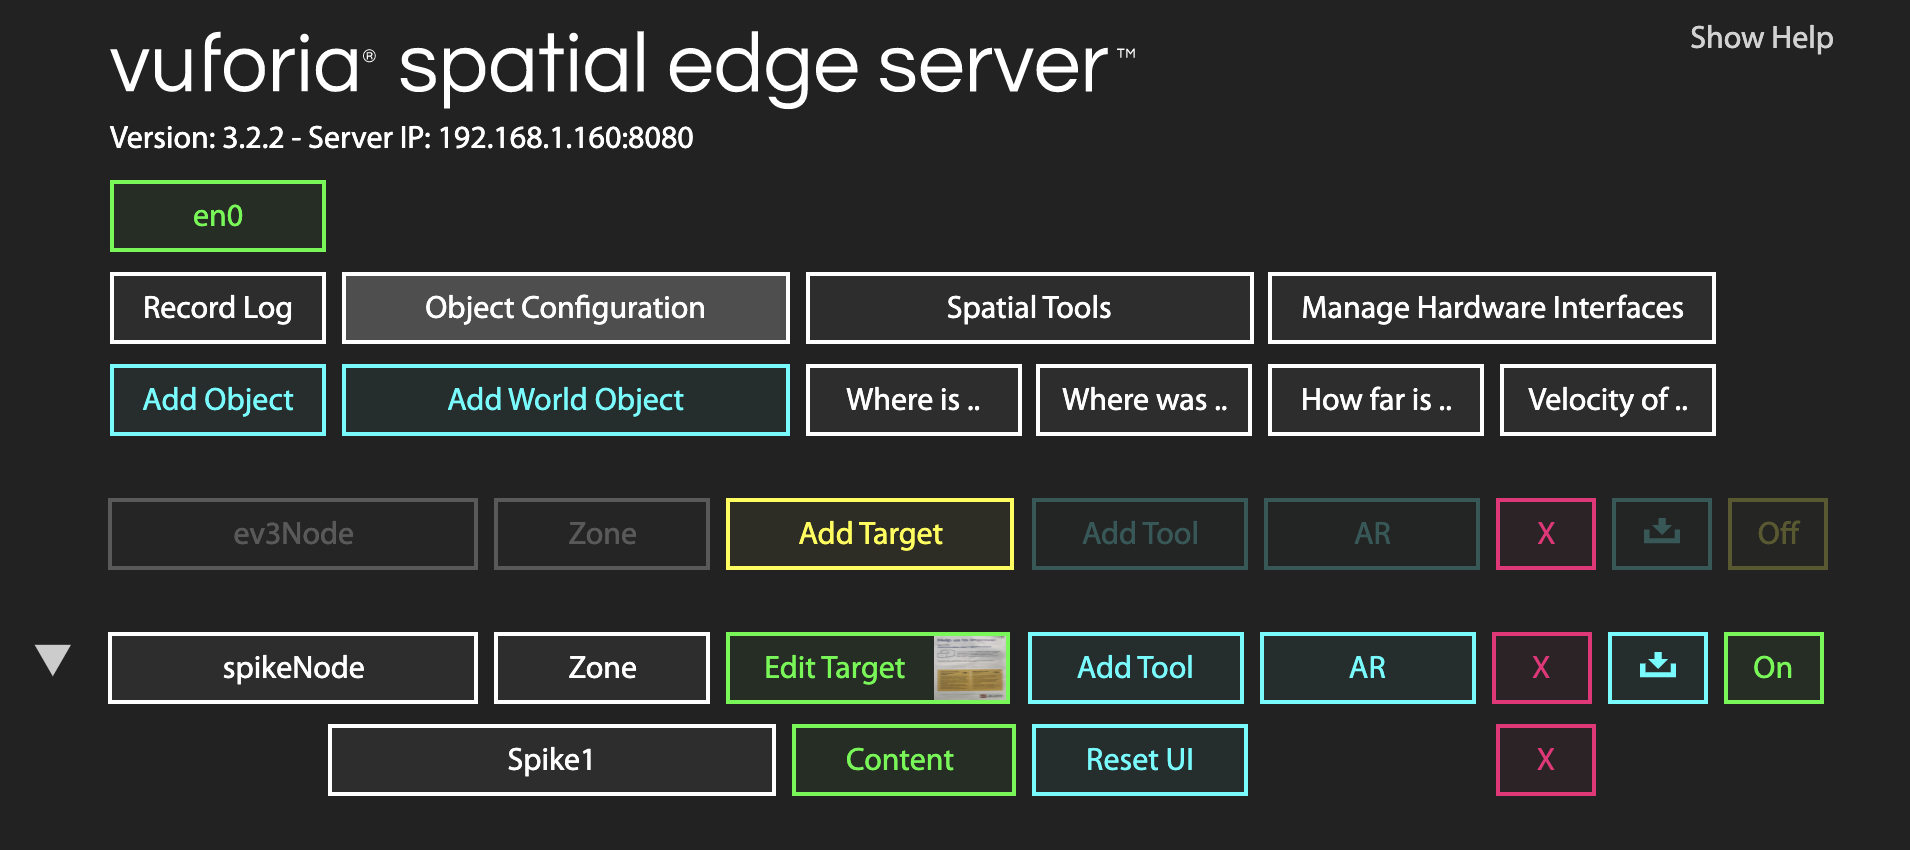 Show Help
vuforia® spatial edge server™
Version: 3.2.2 - Server IP: 192.168.1.160:8080
en0
Record Log Object Configuration Spatial Tools Manage Hardware Interfaces
Add Object Add World Object Where is .. Where was .. How far is .. Velocity of ..
ev3Node Zone Add Target Add Tool AR X Off
spikeNode Zone Edit Target Add Tool AR X On
Spike1 Content Reset UI X